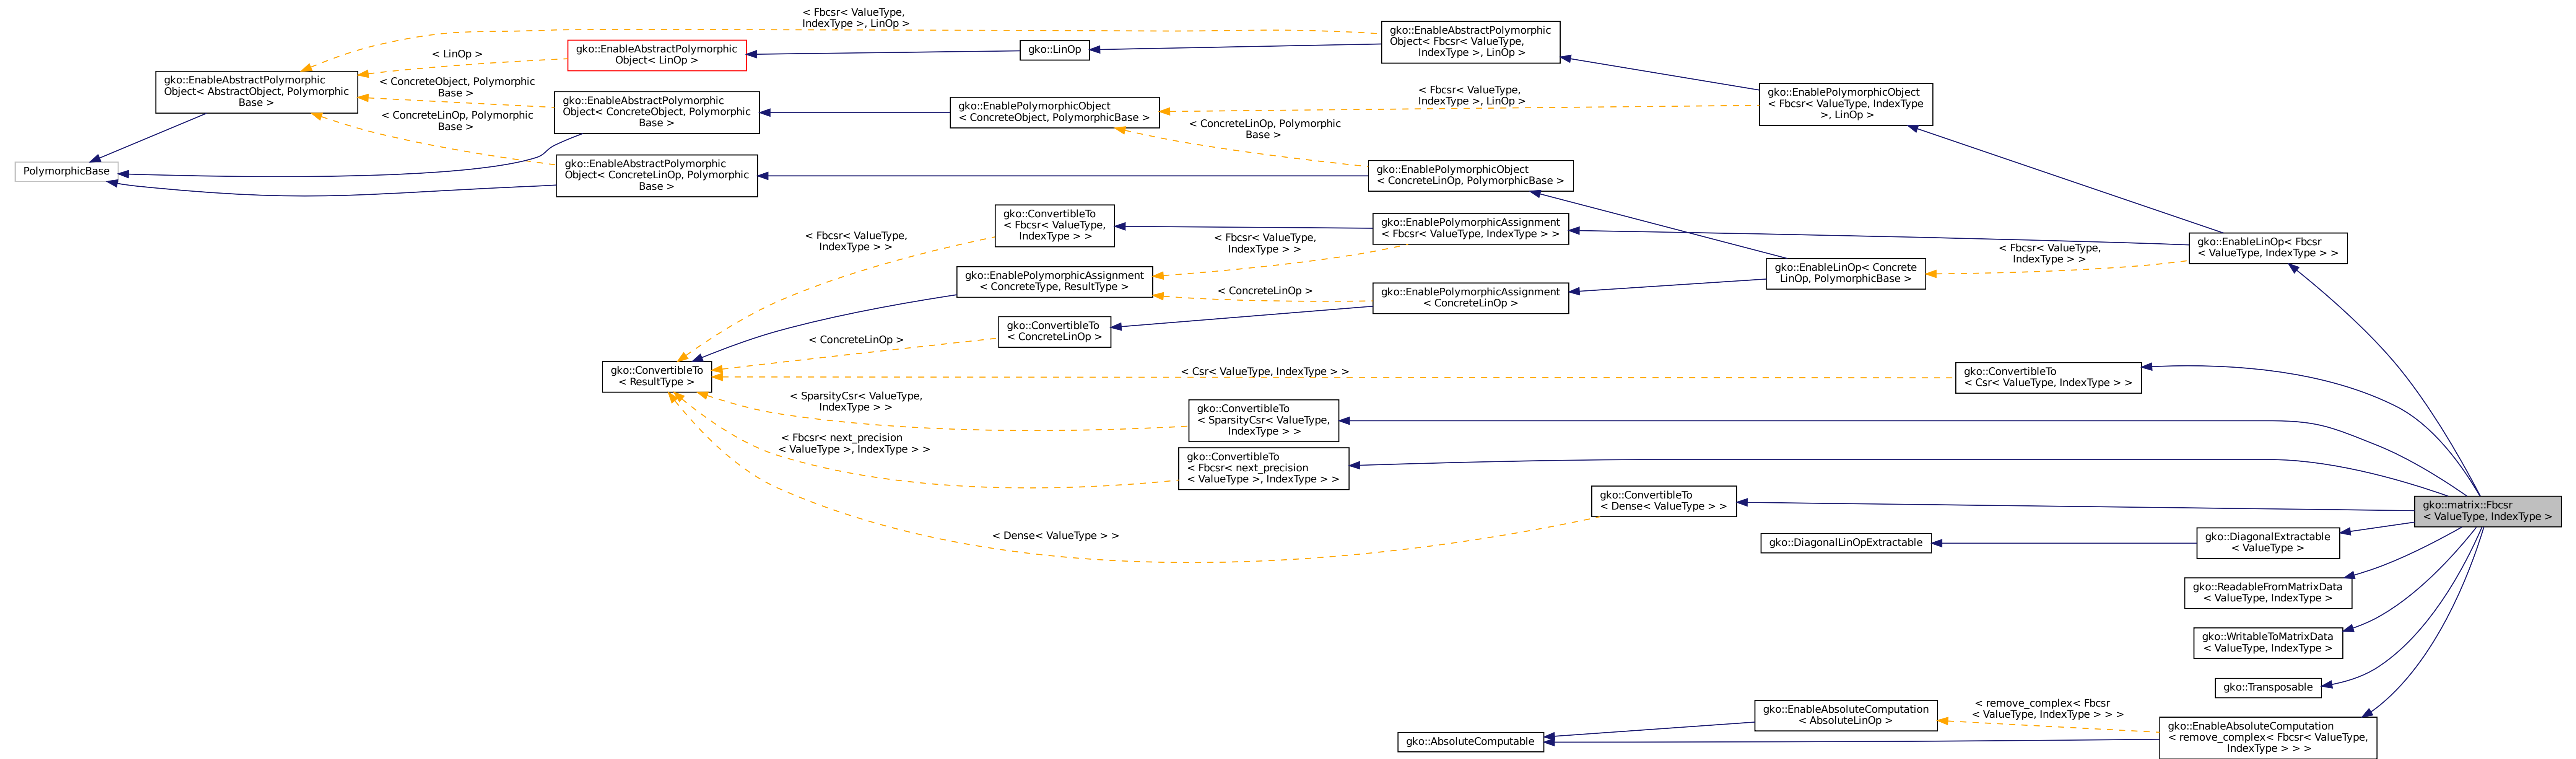 < Fbcsr< ValueType,
IndexType >, LinOp >
gko::EnableAbstractPolymorphic
Object< Fbcsr< ValueType,
IndexType >, LinOp >
< LinOp >
gko::EnableAbstractPolymorphic
Object< LinOp >
gko::LinOp
gko::EnableAbstractPolymorphic
Object< AbstractObject, Polymorphic
Base >
< ConcreteObject, Polymorphic
Base >
gko::EnableAbstractPolymorphic
Object< ConcreteObject, Polymorphic
Base >
gko::EnablePolymorphicObject
< ConcreteObject, PolymorphicBase >
< Fbcsr< ValueType,
IndexType >, LinOp >
gko::EnablePolymorphicObject
< Fbcsr< ValueType, IndexType
>, LinOp >
< ConcreteLinOp, Polymorphic
Base >
< ConcreteLinOp, Polymorphic
Base >
PolymorphicBase
gko::EnableAbstractPolymorphic
Object< ConcreteLinOp, Polymorphic
Base >
gko::EnablePolymorphicObject
< ConcreteLinOp, PolymorphicBase >
gko::ConvertibleTo
< Fbcsr< ValueType,
IndexType > >
gko::EnablePolymorphicAssignment
< Fbcsr< ValueType, IndexType > >
< Fbcsr< ValueType,
IndexType > >
< Fbcsr< ValueType,
IndexType > >
gko::EnableLinOp< Fbcsr
< ValueType, IndexType > >
< Fbcsr< ValueType,
IndexType > >
gko::EnableLinOp< Concrete
LinOp, PolymorphicBase >
gko::EnablePolymorphicAssignment
< ConcreteType, ResultType >
< ConcreteLinOp >
gko::EnablePolymorphicAssignment
< ConcreteLinOp >
gko::ConvertibleTo
< ConcreteLinOp >
< ConcreteLinOp >
gko::ConvertibleTo
< ResultType >
< Csr< ValueType, IndexType > >
gko::ConvertibleTo
< Csr< ValueType, IndexType > >
< SparsityCsr< ValueType,
IndexType > >
gko::ConvertibleTo
< SparsityCsr< ValueType,
IndexType > >
< Fbcsr< next_precision
< ValueType >, IndexType > >
gko::ConvertibleTo
< Fbcsr< next_precision
< ValueType >, IndexType > >
gko::ConvertibleTo
< Dense< ValueType > >
< Dense< ValueType > >
gko::matrix::Fbcsr
< ValueType, IndexType >
gko::DiagonalLinOpExtractable
gko::DiagonalExtractable
< ValueType >
gko::ReadableFromMatrixData
< ValueType, IndexType >
gko::WritableToMatrixData
< ValueType, IndexType >
gko::Transposable
gko::AbsoluteComputable
gko::EnableAbsoluteComputation
< AbsoluteLinOp >
< remove_complex< Fbcsr
< ValueType, IndexType > > >
gko::EnableAbsoluteComputation
< remove_complex< Fbcsr< ValueType,
IndexType > > >